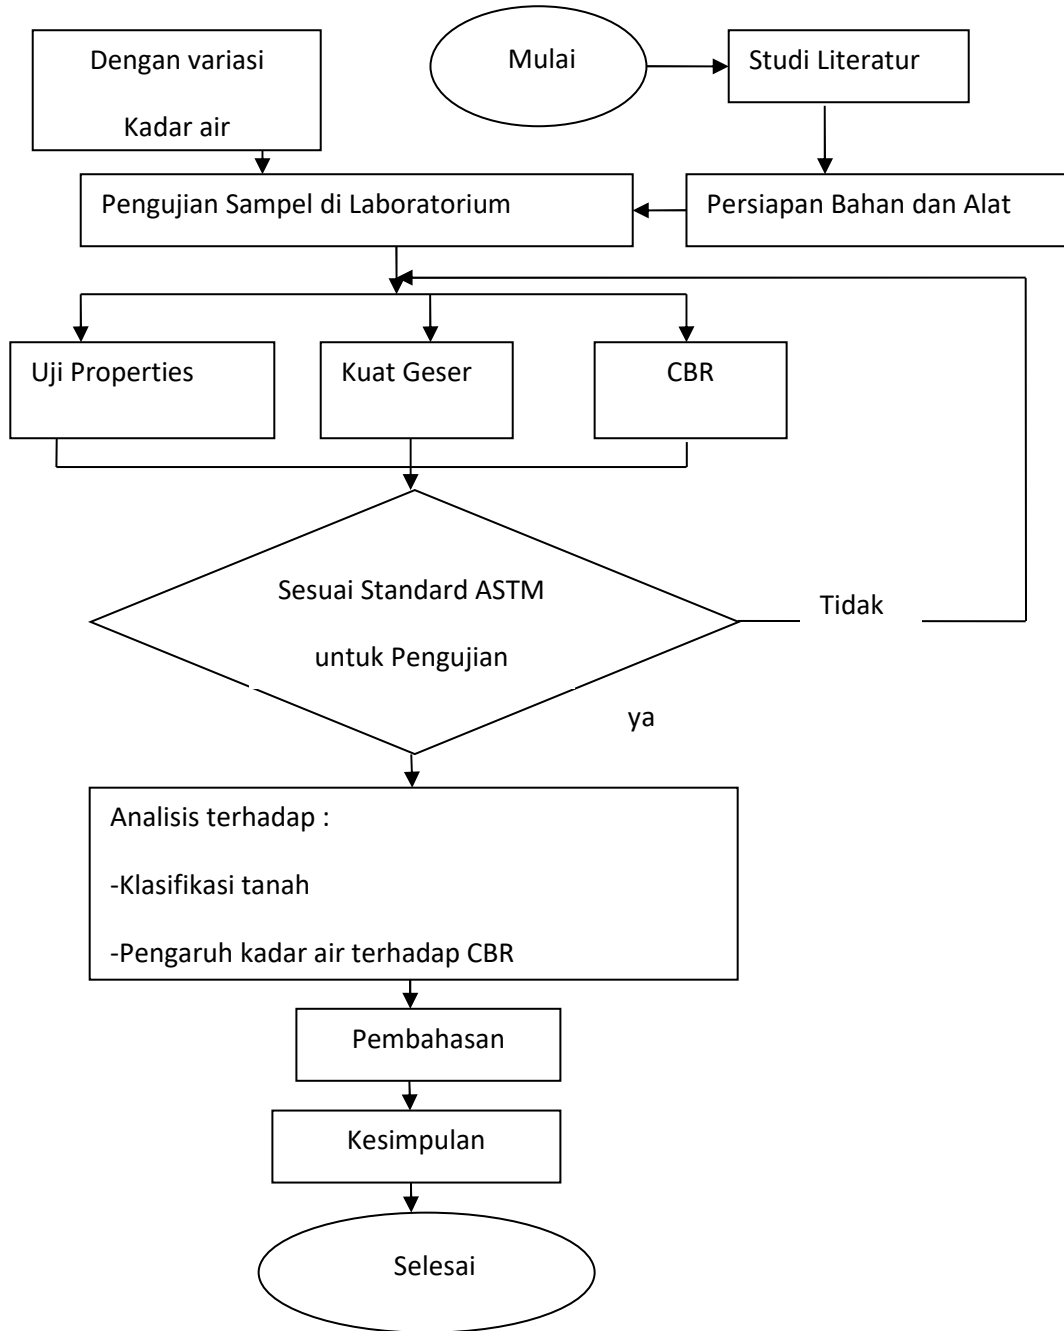 Mulai
Studi Literatur
Dengan variasi
Kadar air
Pengujian Sampel di Laboratorium
Persiapan Bahan dan Alat
Uji Properties
Kuat Geser
CBR
Sesuai Standard ASTM
untuk Pengujian
Tidak
ya
Analisis terhadap :
-Klasifikasi tanah
-Pengaruh kadar air terhadap CBR
Pembahasan
Kesimpulan
Selesai